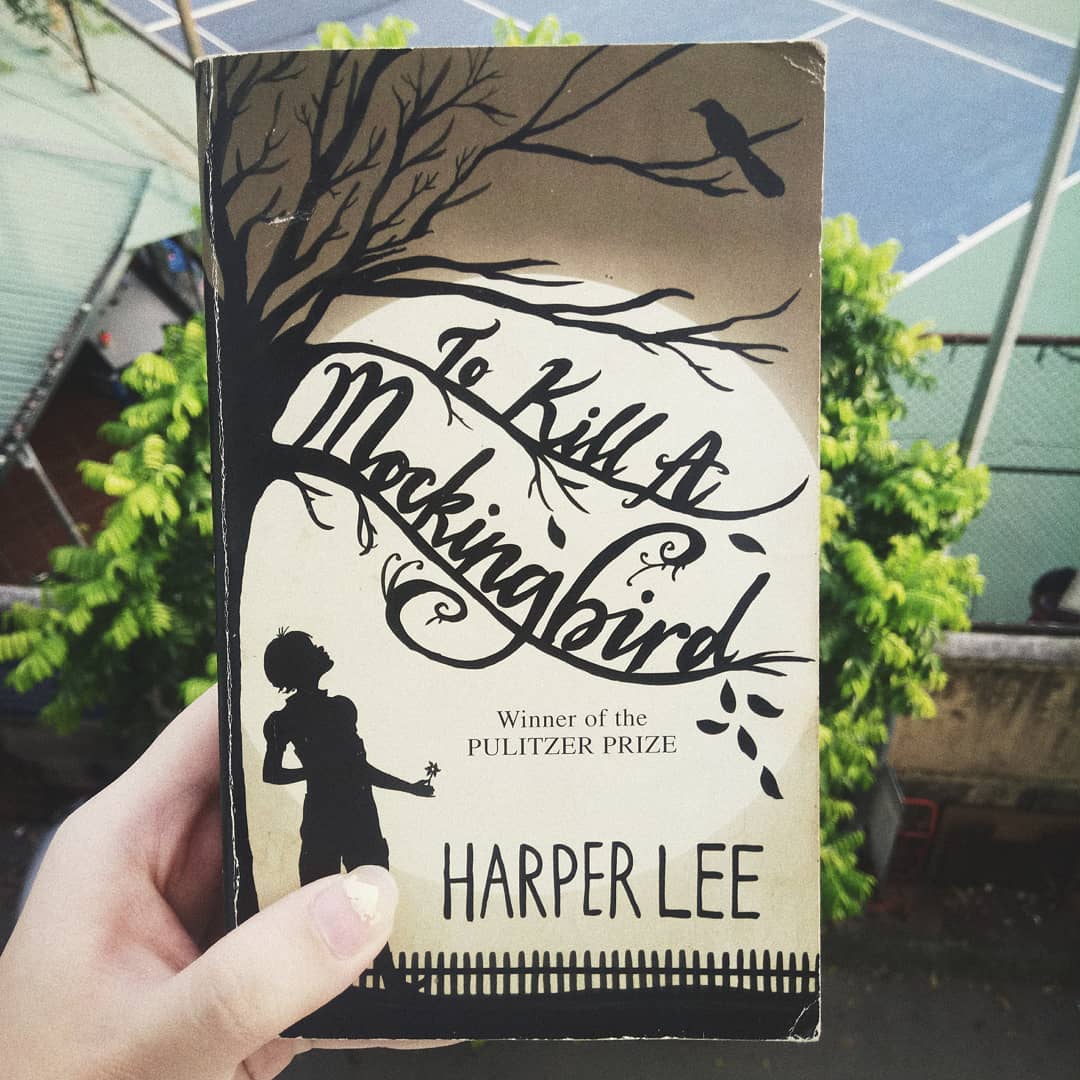 To Kill A
Mockingbird
Winner of the
PULITZER PRIZE
HARPER LEE